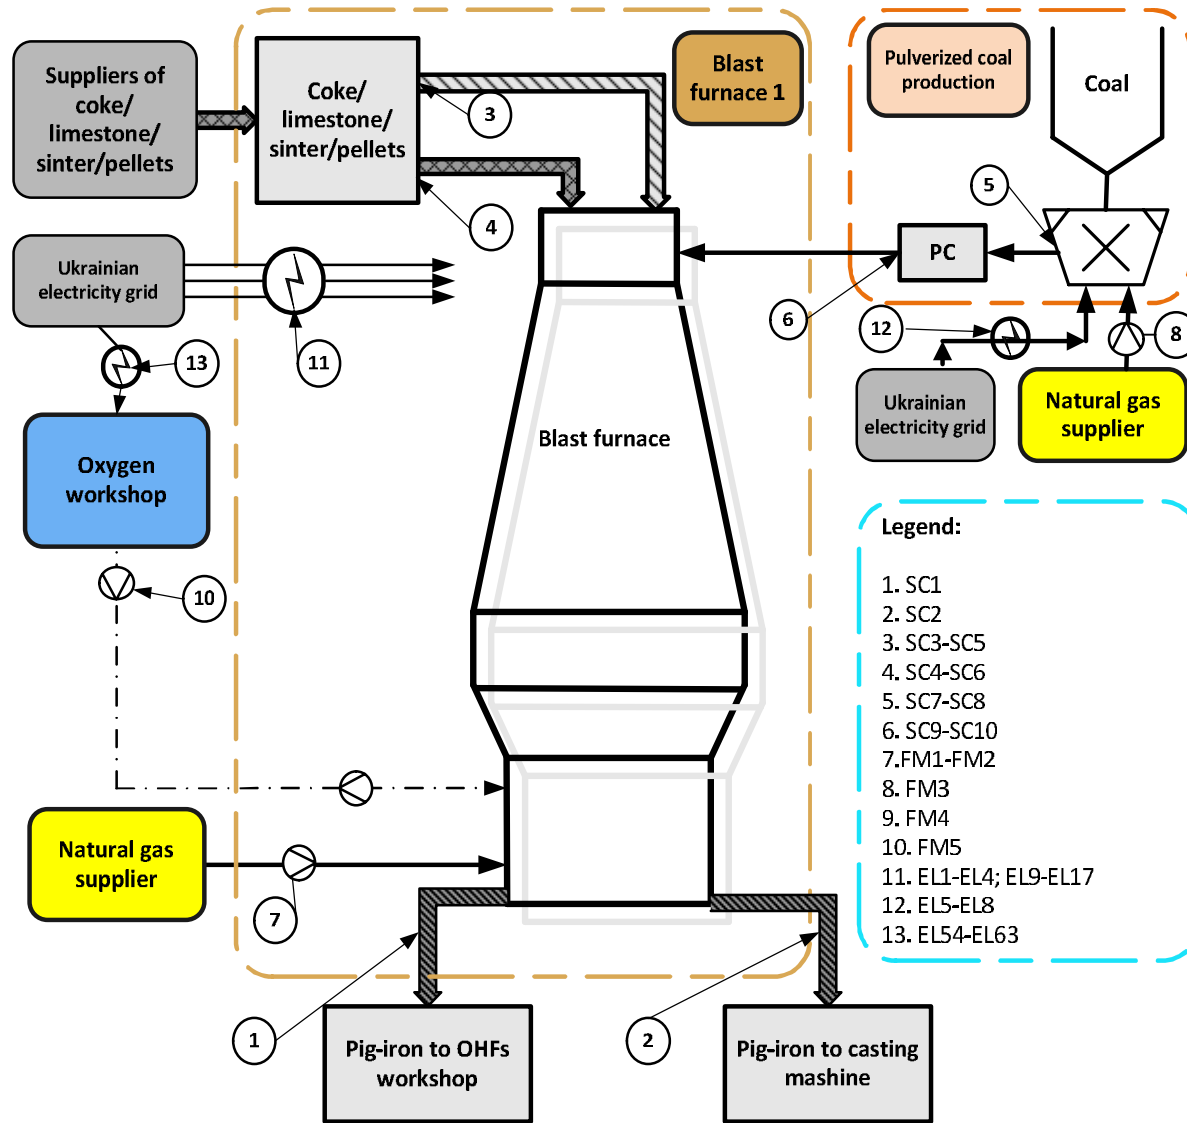 Suppliers of
coke/
limestone/
sinter/pellets
Coke/
limestone/
sinter/pellets
3
4
Blast
furnace 1
Pulverized coal
production
Coal
5
PC
6
Ukrainian
electricity grid
11
13
12
8
Ukrainian
electricity grid
Natural gas
supplier
Oxygen
workshop
10
Blast furnace
Natural gas
supplier
7
1
2
Pig-iron to OHFs
workshop
Pig-iron to casting
mashine
Legend:
1. SC1
2. SC2
3. SC3-SC5
4. SC4-SC6
5. SC7-SC8
6. SC9-SC10
7.FM1-FM2
8. FM3
9. FM4
10. FM5
11. EL1-EL4; EL9-EL17
12. EL5-EL8
13. EL54-EL63